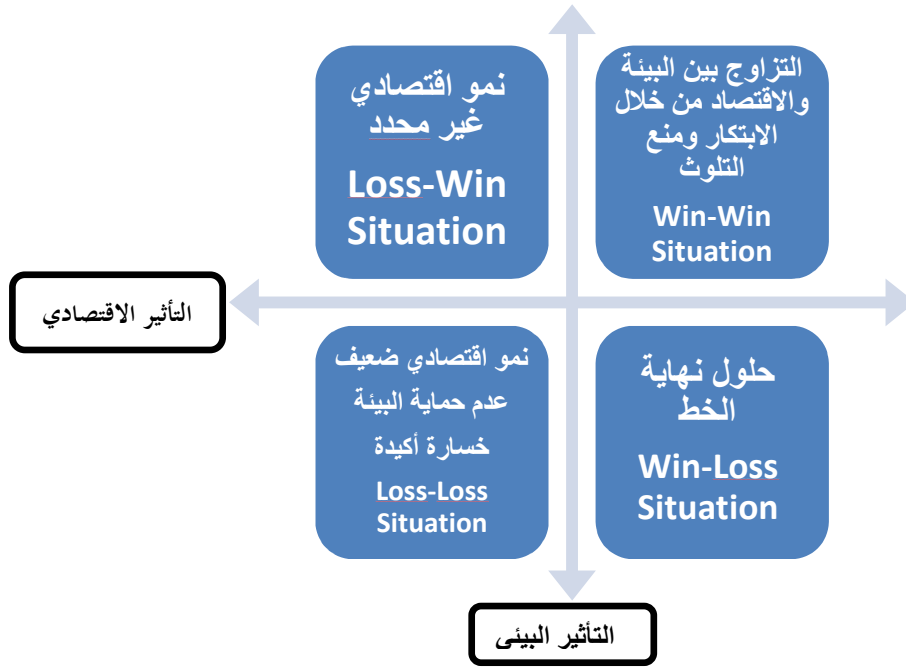 التزاوج بين البيئة
والاقتصاد من خلال
الابتكار ومنع
التلوث
Win-Win
Situation
نمو اقتصادي
غير محدد
Loss-Win
Situation
التأثير الاقتصادي
حلول نهاية
الخط
Win-Loss
Situation
نمو اقتصادي ضعيف
عدم حماية البيئة
خسارة أكيدة
Loss-Loss
Situation
التأثير البيئي